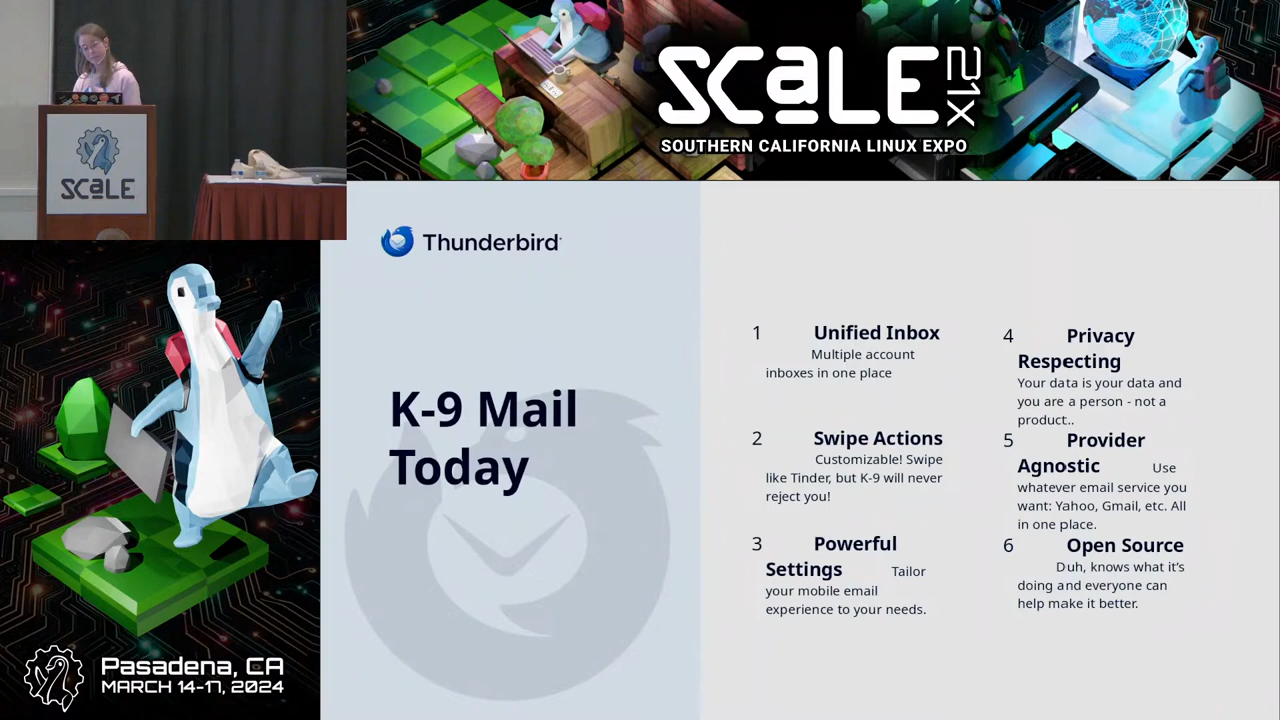 SCaLE 21X
SOUTHERN CALIFORNIA LINUX EXPO
SCaLE
Thunderbird
K-9 Mail
Today
1 Unified Inbox
Multiple account
inboxes in one place
2 Swipe Actions
Customizable! Swipe
like Tinder, but K-9 will never
reject you!
3 Powerful
Settings Tailor
your mobile email
experience to your needs.
4 Privacy
Respecting
Your data is your data and
you are a person - not a
product..
5 Provider
Agnostic Use
whatever email service you
want: Yahoo, Gmail, etc. All
in one place.
6 Open Source
Duh, knows what it's
doing and everyone can
help make it better.
Pasadena, CA
MARCH 14-17, 2024